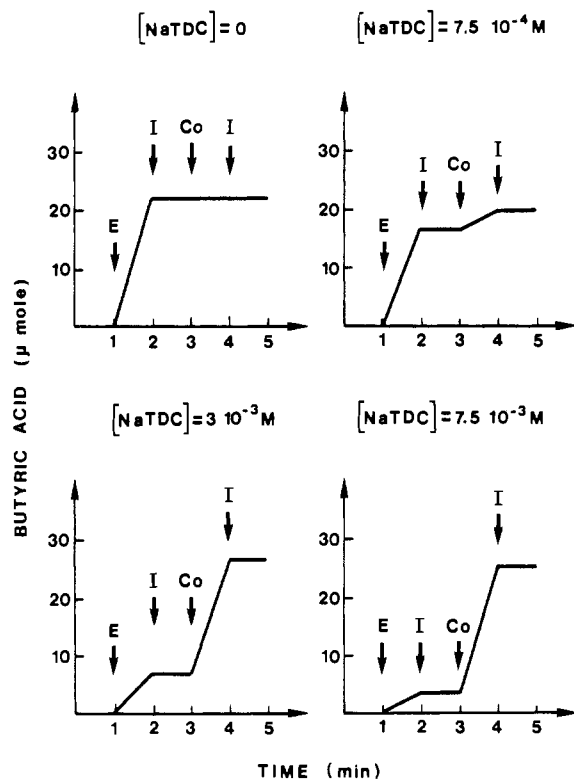 [NaTDC] = 0
[NaTDC] = 7.5 10⁻⁴ M
30
20
10
E
I
Co
I
1 2 3 4 5
30
20
10
E
I
Co
I
1 2 3 4 5
BUTYRIC ACID (µ mole)
[NaTDC] = 3 10⁻³ M
[NaTDC] = 7.5 10⁻³ M
30
20
10
E
I
Co
I
1 2 3 4 5
30
20
10
E
I
Co
I
1 2 3 4 5
TIME (min)